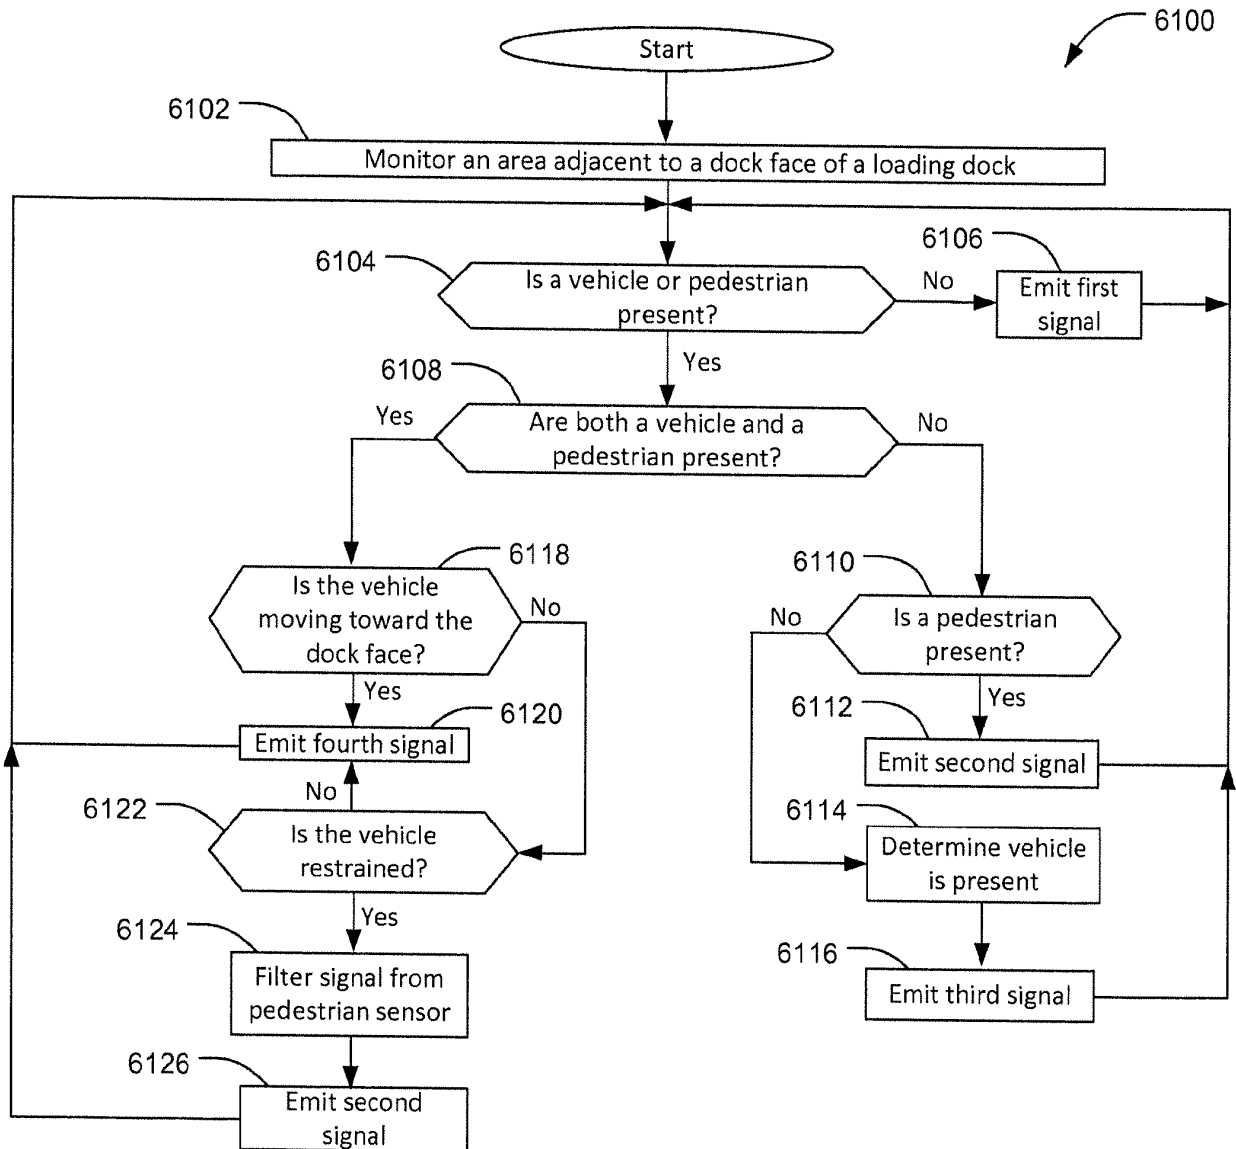 6100
Start
6102
Monitor an area adjacent to a dock face of a loading dock
6104
Is a vehicle or pedestrian
present?
No
6106
Emit first
signal
Yes
6108
Yes
Are both a vehicle and a
pedestrian present?
No
6118
Is the vehicle
moving toward the
dock face?
No
Yes
6120
Emit fourth signal
No
6122
Is the vehicle
restrained?
Yes
6124
Filter signal from
pedestrian sensor
6126
Emit second
signal
6110
No
Is a pedestrian
present?
Yes
6112
Emit second signal
6114
Determine vehicle
is present
6116
Emit third signal